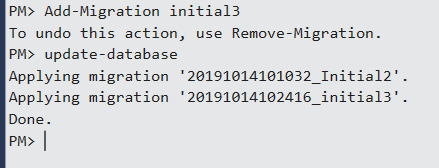 PM> Add-Migration initial3
To undo this action, use Remove-Migration.
PM> update-database
Applying migration '20191014101032_Initial2'.
Applying migration '20191014102416_initial3'.
Done.
PM>